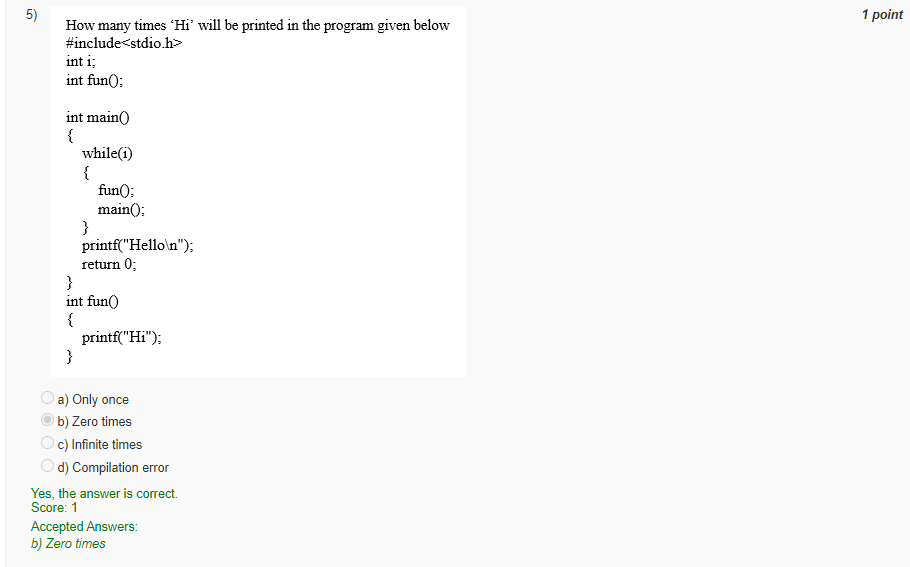 5)
1 point
How many times ‘Hi’ will be printed in the program given below
#include<stdio.h>
int i;
int fun();
int main()
{
while(i)
{
fun();
main();
}
printf("Hello\n");
return 0;
}
int fun()
{
printf("Hi");
}
a) Only once
b) Zero times
c) Infinite times
d) Compilation error
Yes, the answer is correct.
Score: 1
Accepted Answers:
b) Zero times